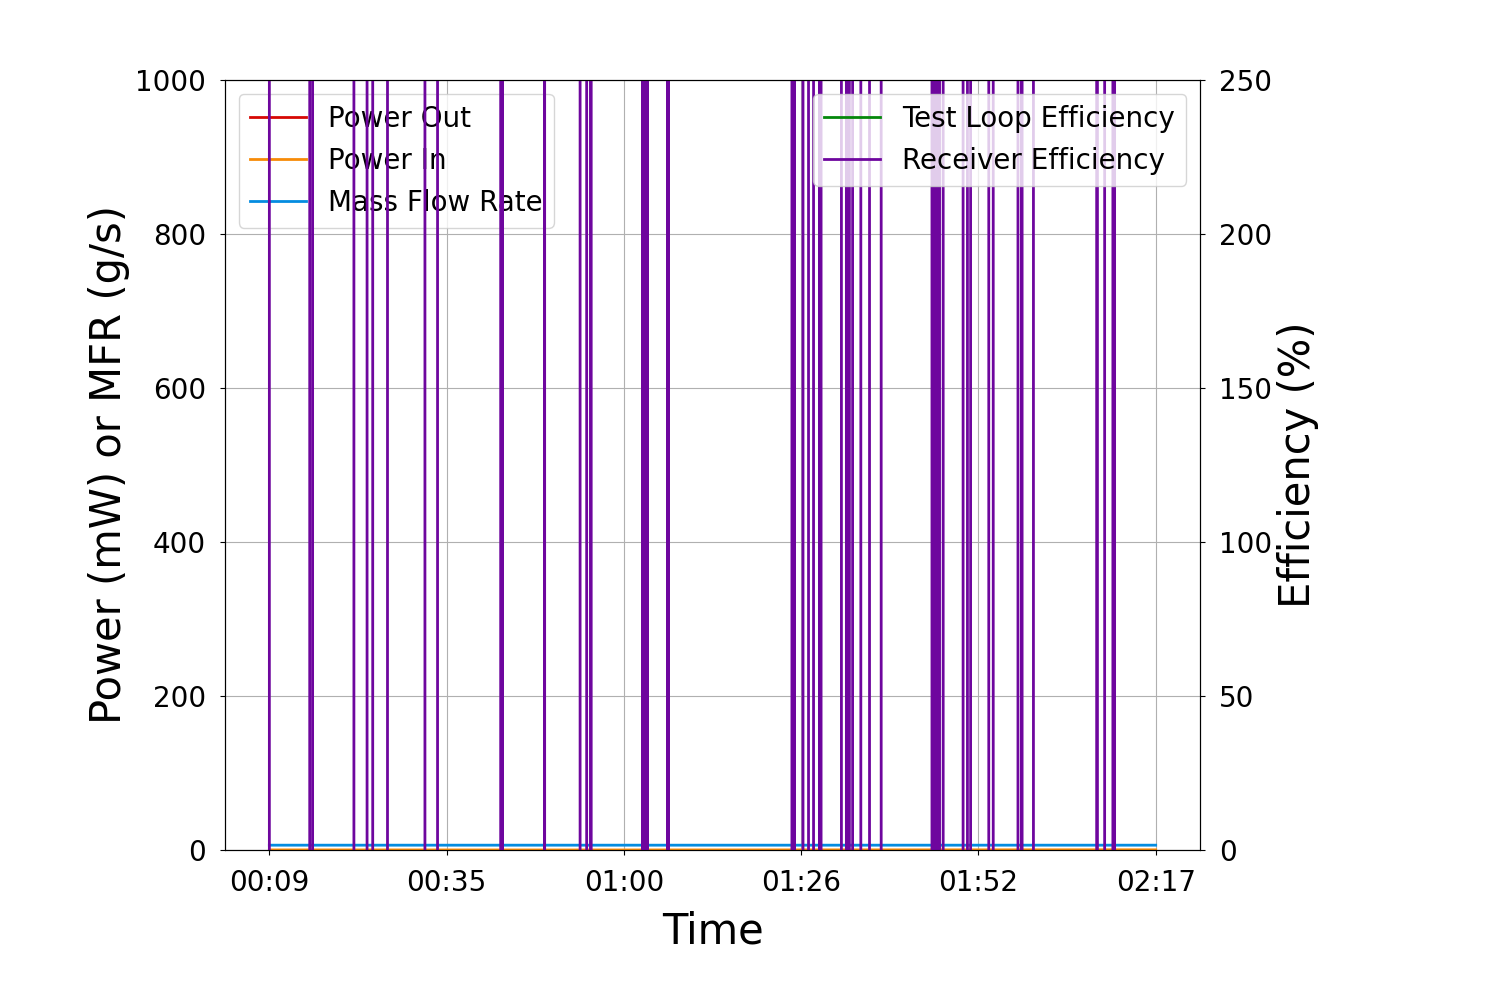 1000
800
600
400
200
0
Power (mW) or MFR (g/s)
Power Out
Power In
Mass Flow Rate
Test Loop Efficiency
Receiver Efficiency
250
200
150
100
50
0
Efficiency (%)
00:09 00:35 01:00 01:26 01:52 02:17
Time